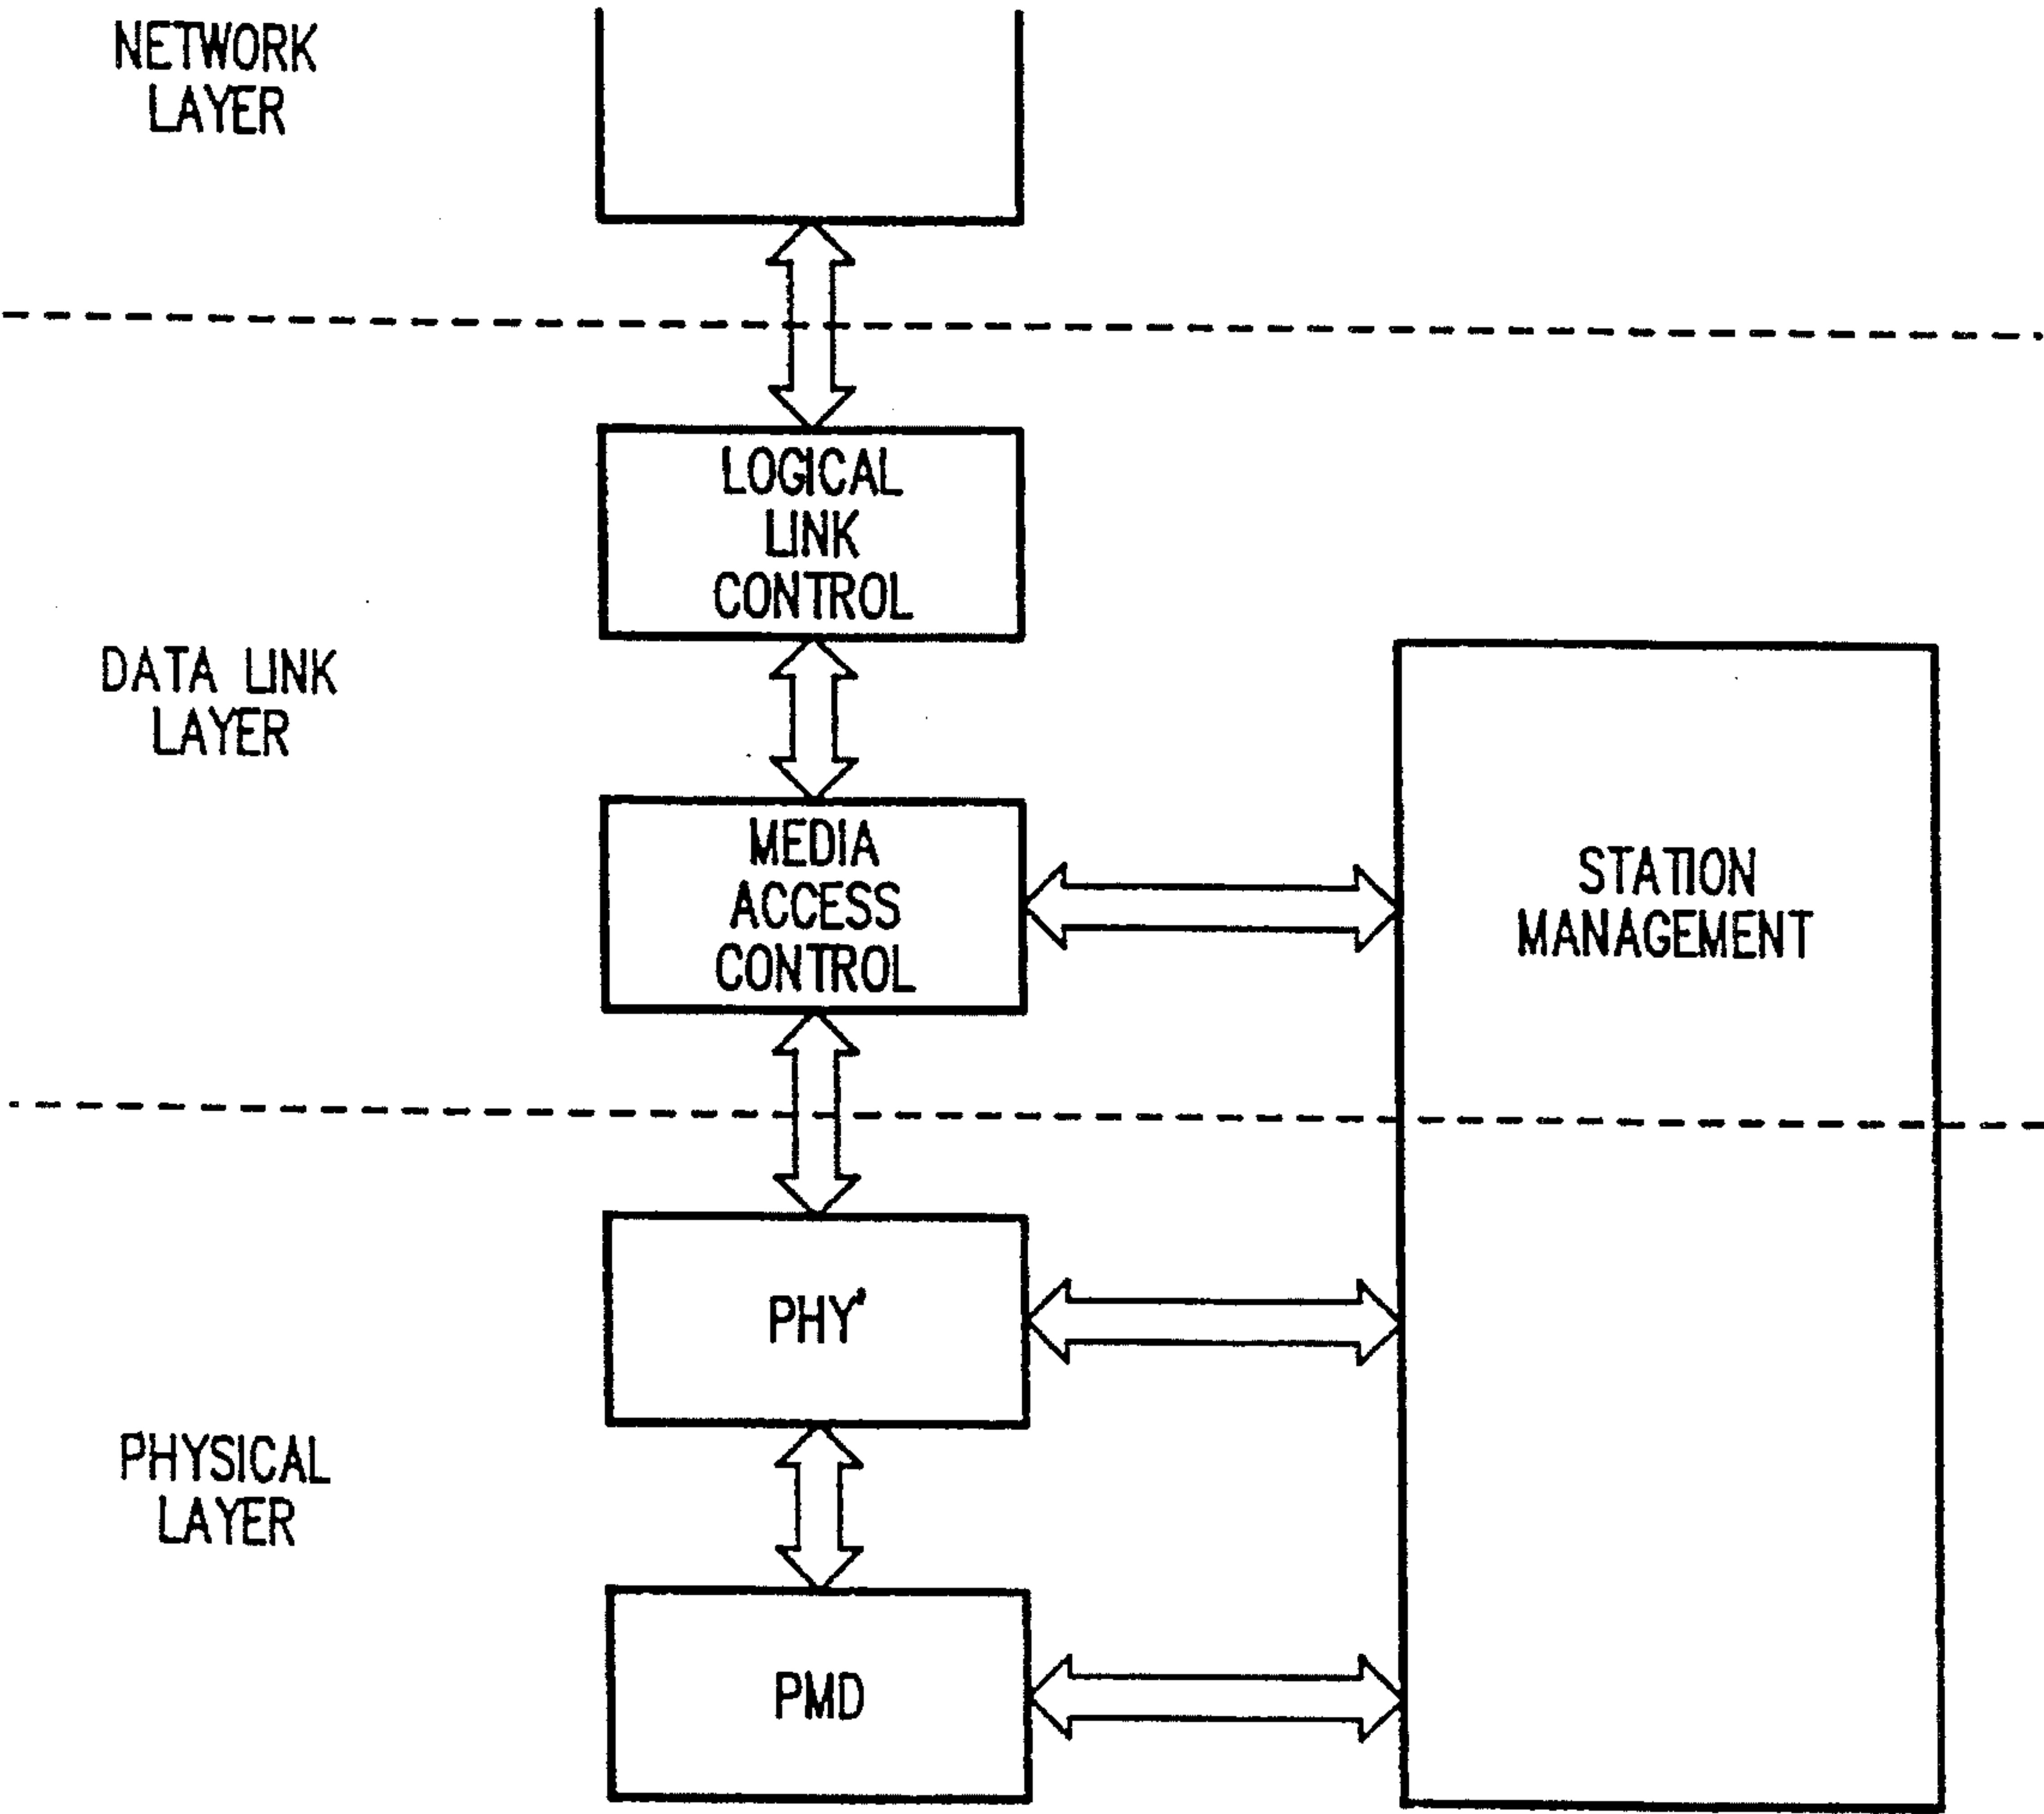 NETWORK
LAYER
LOGICAL
LINK
CONTROL
DATA LINK
LAYER
MEDIA
ACCESS
CONTROL
STATION
MANAGEMENT
PHY
PHYSICAL
LAYER
PMD